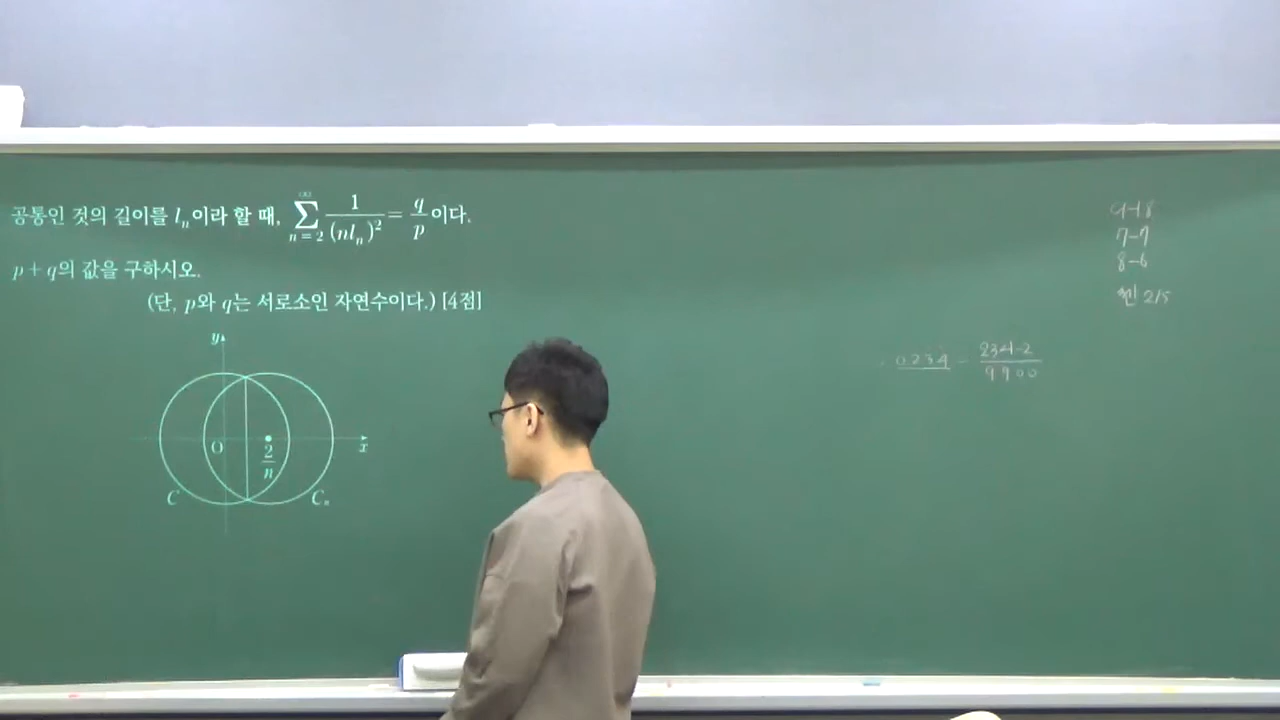 공통인 것의 길이를 lₙ이라 할 때, ∑_{n=2}^{∞} 1/(nlₙ)² = q/p 이다.
p+q의 값을 구하시오.
(단, p와 q는 서로소인 자연수이다.) [4점]
y
O
2/n
x
C
Cₙ
7-7
8-6
0.234 = 234-2/9900